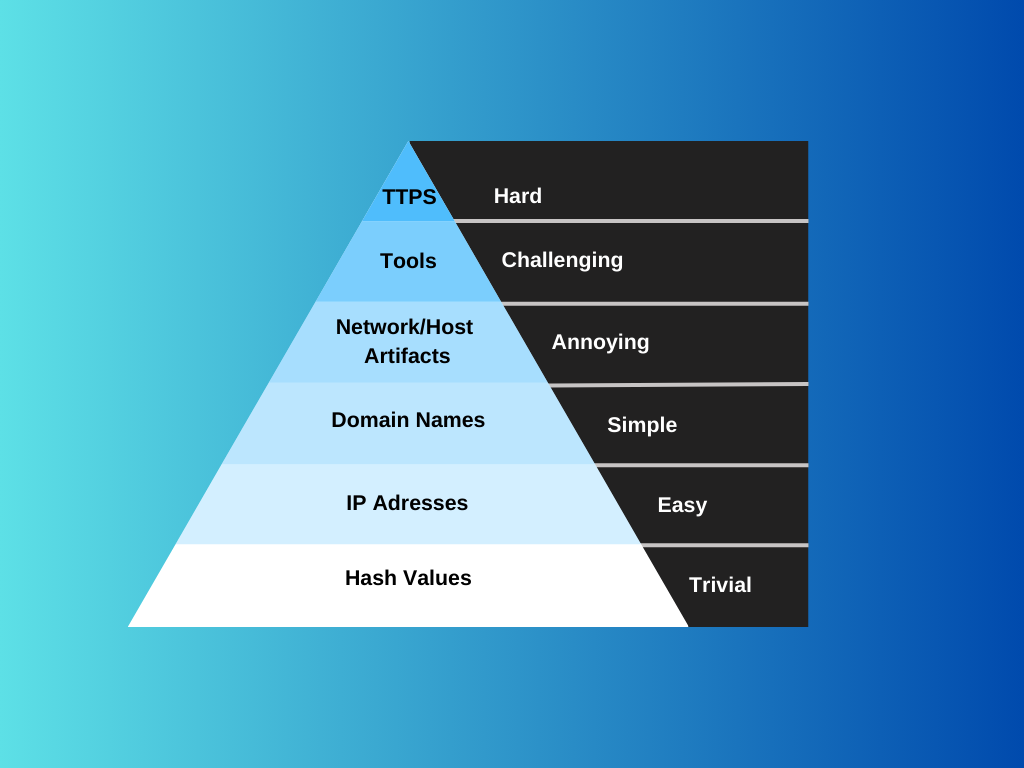 TTPS Hard
Tools Challenging
Network/Host
Artifacts
Annoying
Domain Names Simple
IP Adresses Easy
Hash Values Trivial